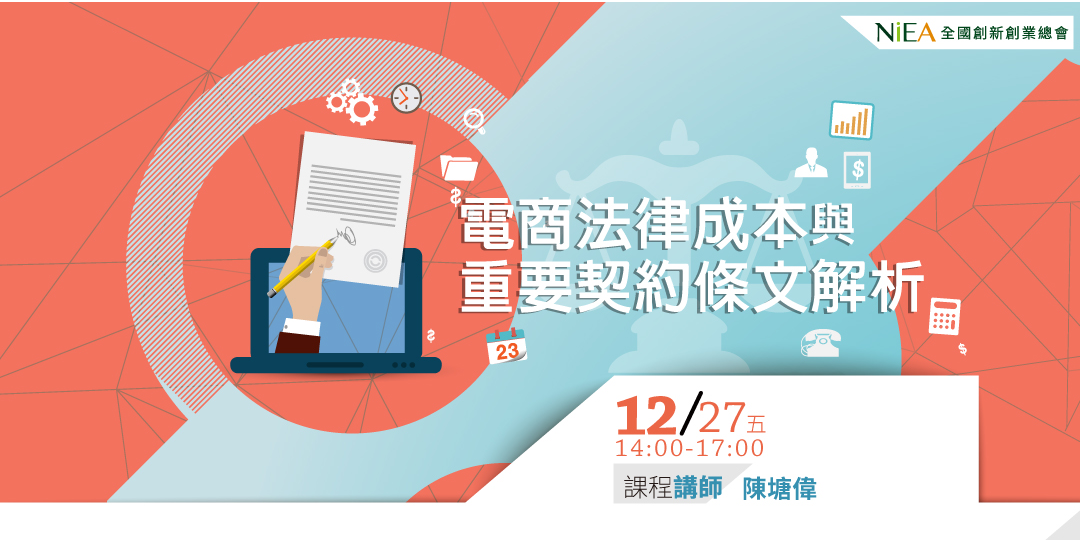 NiEA 全國創新創業總會
電商法律成本與
重要契約條文解析
23
12/27五
14:00-17:00
課程講師 陳塘偉